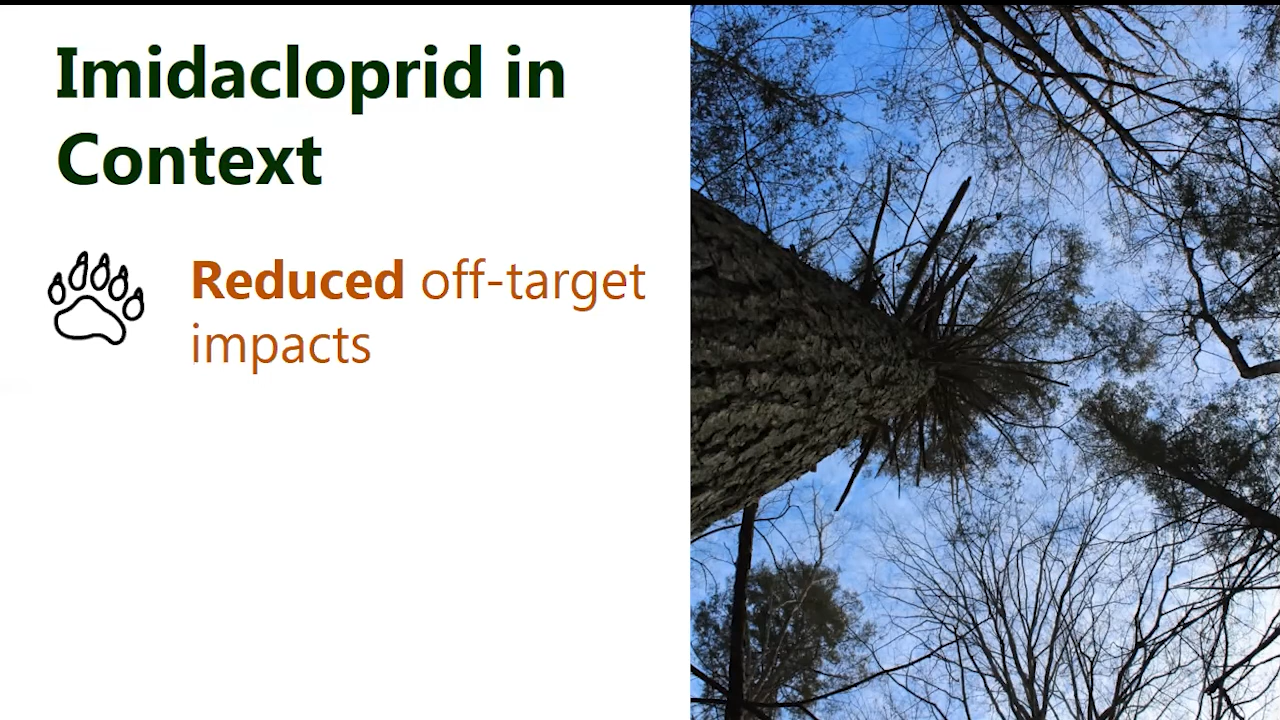 Imidacloprid in
Context
Reduced off-target
impacts